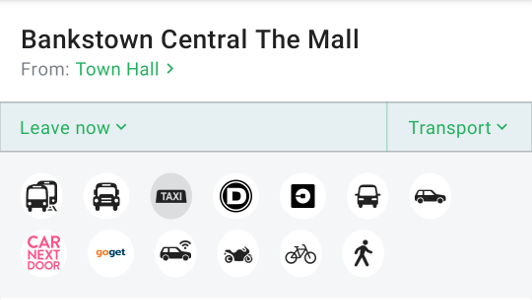 Bankstown Central The Mall
From: Town Hall
Leave now
Transport
TAXI
D
CAR
NEXT
DOOR
goget